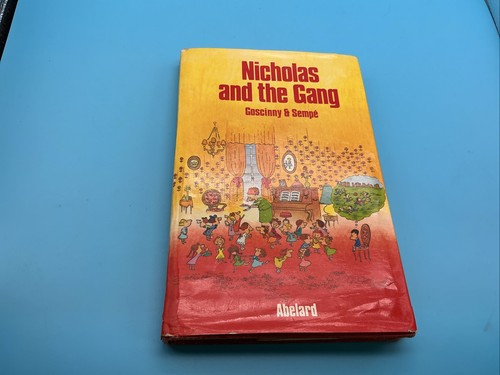 Nicholas
and the Gang
Goscinny & Sempé
Abelard